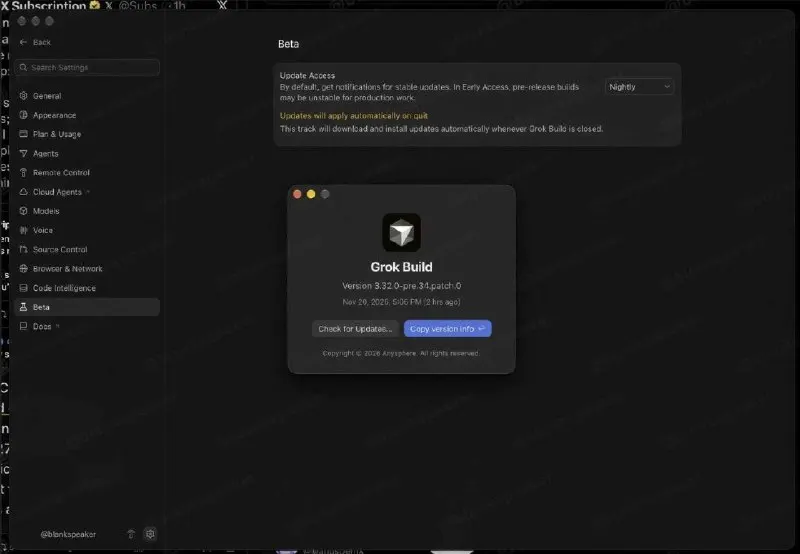 X Subscription
@Subs · 1h
Back
Search Settings
General
Appearance
Plan & Usage
Agents
Remote Control
Cloud Agents
Models
Voice
Source Control
Browser & Network
Code Intelligence
Beta
Docs
@blankspeaker
Beta
Update Access
By default, get notifications for stable updates. In Early Access, pre-release builds
may be unstable for production work.
Nightly
Updates will apply automatically on quit
This track will download and install updates automatically whenever Grok Build is closed.
Grok Build
Version 3.32.0-pre.34.patch.0
5:06 PM (2 hrs ago)
Check for Updates...
Copy version info
Copyright © 2026 Anysphere. All rights reserved.